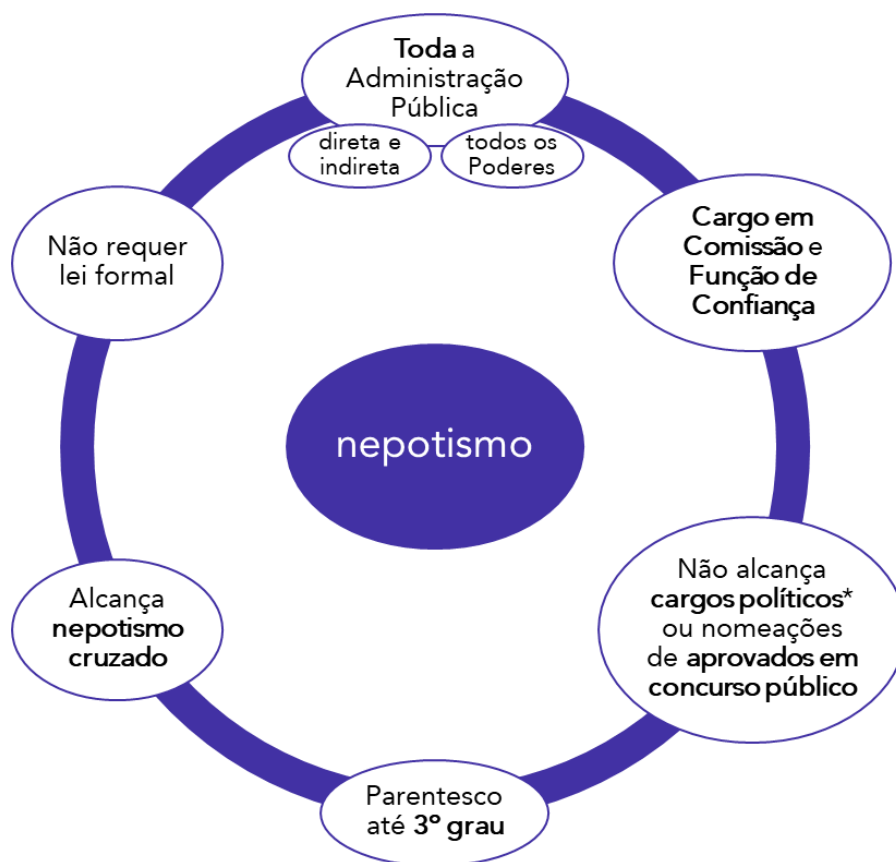 Toda a
Administração
Pública
direta e
indireta
todos os
Poderes
Cargo em
Comissão e
Função de
Confiança
Não alcança
cargos políticos*
ou nomeações
de aprovados em
concurso público
Parentesco
até 3º grau
Alcança
nepotismo
cruzado
Não requer
lei formal
nepotismo